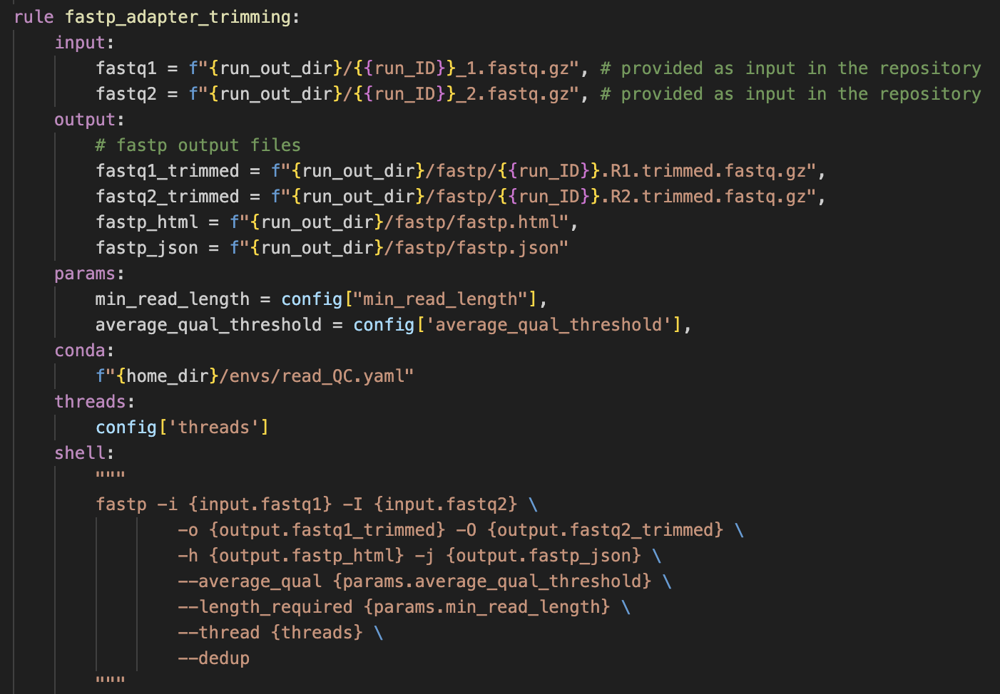 rule fastp_adapter_trimming:
    input:
        fastq1 = f"{run_out_dir}/{{run_ID}}_1.fastq.gz", # provided as input in the repository
        fastq2 = f"{run_out_dir}/{{run_ID}}_2.fastq.gz", # provided as input in the repository
    output:
        # fastp output files
        fastq1_trimmed = f"{run_out_dir}/fastp/{{run_ID}}.R1.trimmed.fastq.gz",
        fastq2_trimmed = f"{run_out_dir}/fastp/{{run_ID}}.R2.trimmed.fastq.gz",
        fastp_html = f"{run_out_dir}/fastp/fastp.html",
        fastp_json = f"{run_out_dir}/fastp/fastp.json"
    params:
        min_read_length = config["min_read_length"],
        average_qual_threshold = config['average_qual_threshold'],
    conda:
        f"{home_dir}/envs/read_QC.yaml"
    threads:
        config['threads']
    shell:
        """
        fastp -i {input.fastq1} -I {input.fastq2} \
                -o {output.fastq1_trimmed} -O {output.fastq2_trimmed} \
                -h {output.fastp_html} -j {output.fastp_json} \
                --average_qual {params.average_qual_threshold} \
                --length_required {params.min_read_length} \
                --thread {threads} \
                --dedup
        """